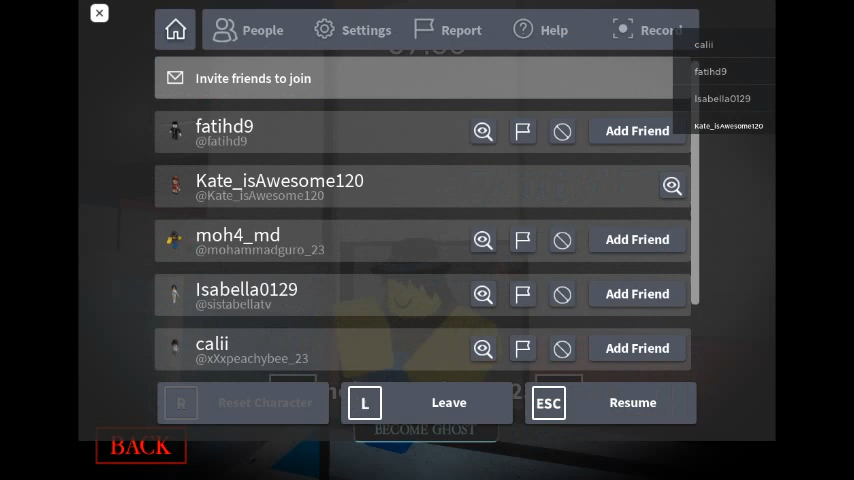 People
Settings
Report
Help
Record
Invite friends to join
calii
fatihd9
Isabella0129
Kate_isAwesome120
fatihd9
@fatihd9
Add Friend
Kate_isAwesome120
@Kate_isAwesome120
moh4_md
@mohammadguro_23
Add Friend
Isabella0129
@sistabellatv
Add Friend
calii
@xXxpeachybee_23
Add Friend
R Reset Character
L Leave
ESC Resume
BECOME GHOST
BACK